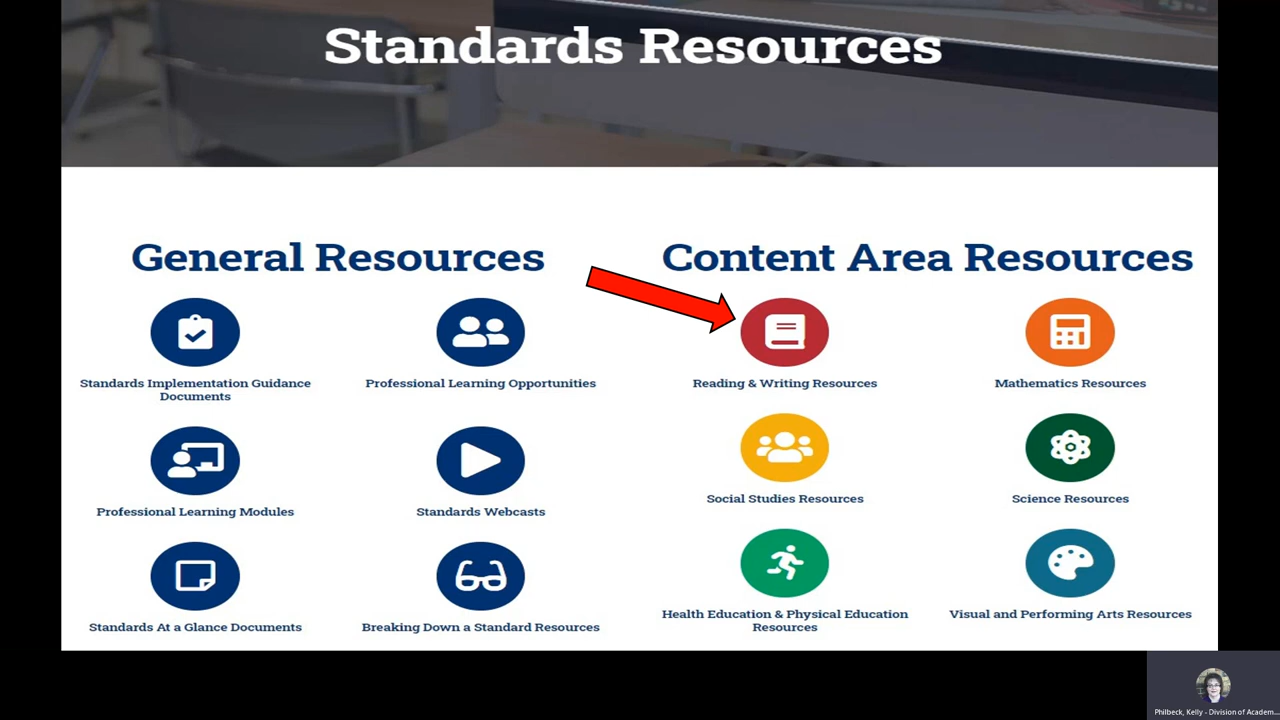 Standards Resources
General Resources
Content Area Resources
Standards Implementation Guidance
Documents
Professional Learning Opportunities
Reading & Writing Resources
Mathematics Resources
Professional Learning Modules
Standards Webcasts
Social Studies Resources
Science Resources
Standards At a Glance Documents
Breaking Down a Standard Resources
Health Education & Physical Education
Resources
Visual and Performing Arts Resources
Philbeck, Kelly - Division of Academ...